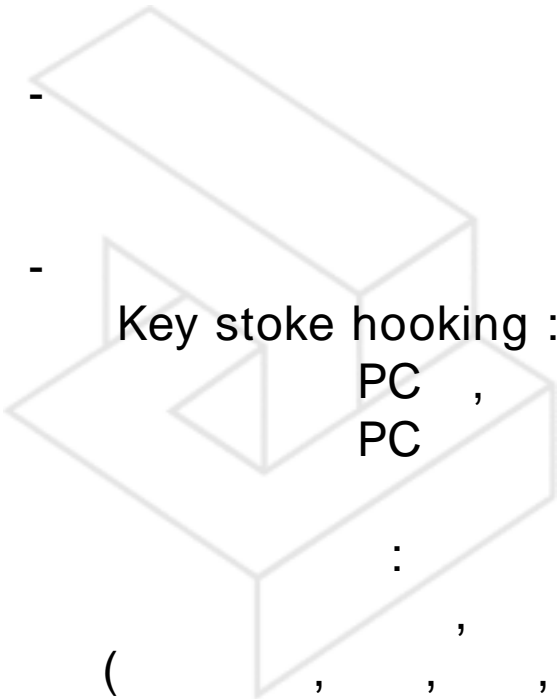 -
-
Key stoke hooking :
PC ,
PC
:
,
( , , ,